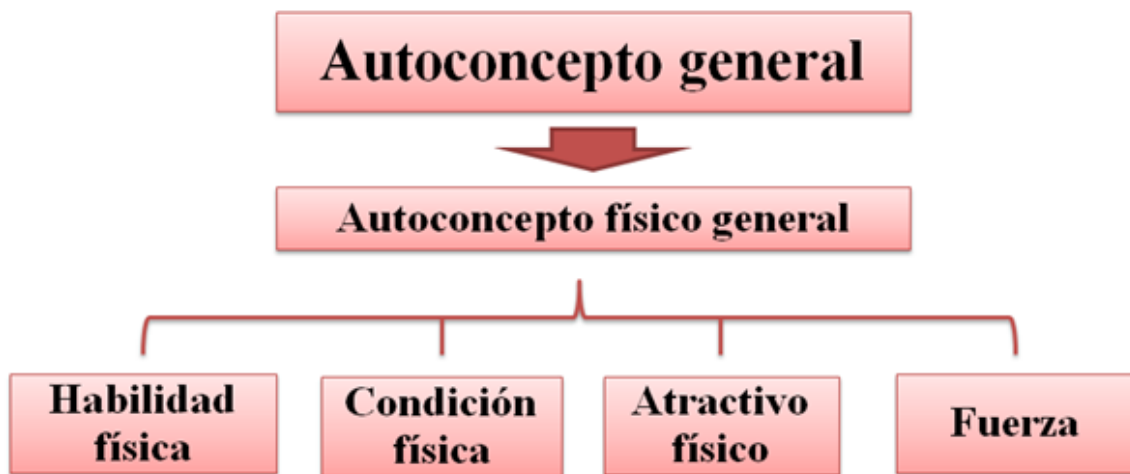 Autoconcepto general
Autoconcepto físico general
Habilidad
física
Condición
física
Atractivo
físico
Fuerza